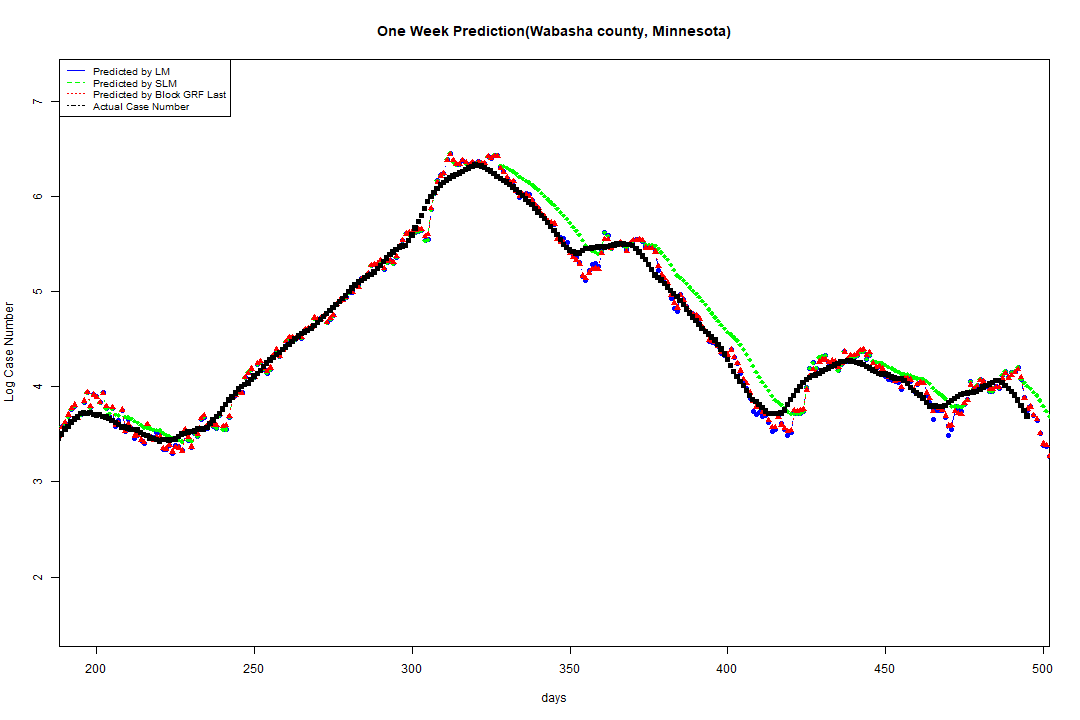 One Week Prediction(Wabasha county, Minnesota)
Predicted by LM
Predicted by SLM
Predicted by Block GRF Last
Actual Case Number
7
6
5
4
3
2
Log Case Number
200 250 300 350 400 450 500
days